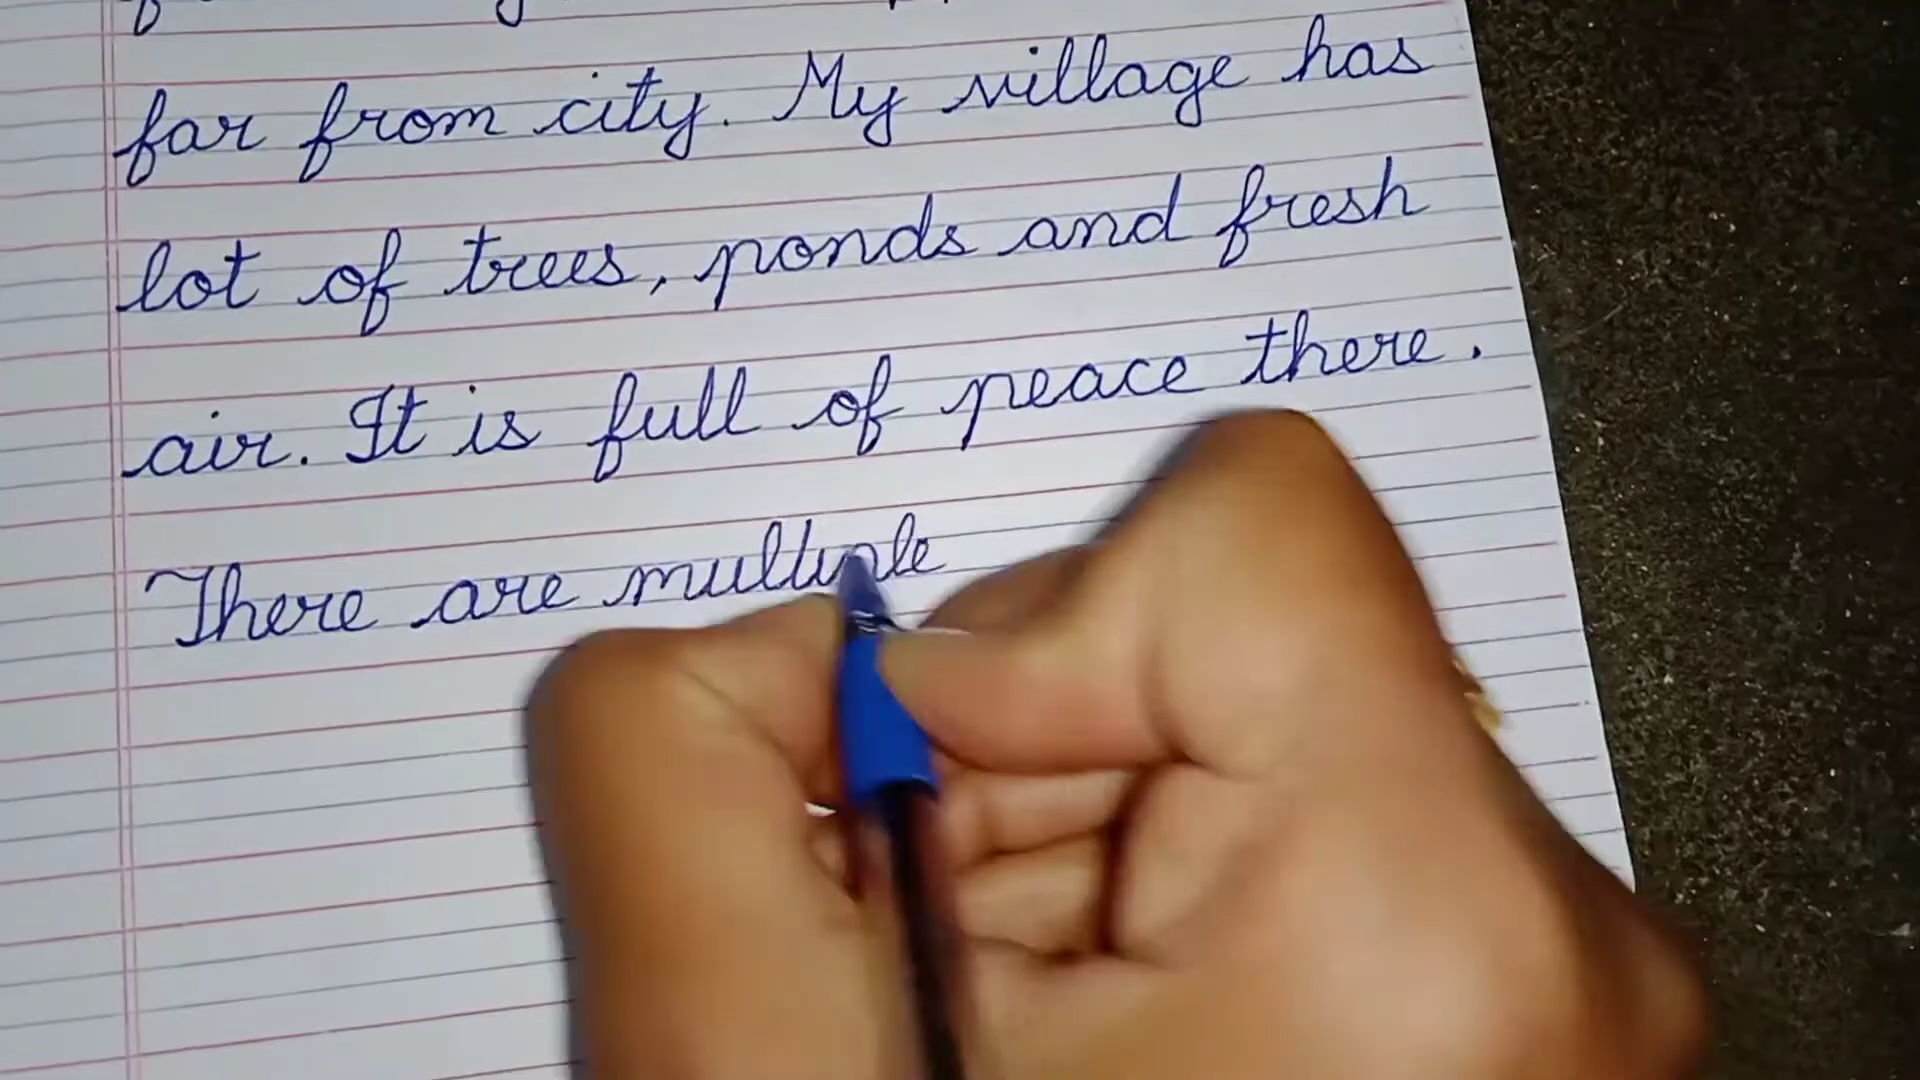 far from city. My village has
lot of trees, ponds and fresh
air. It is full of peace there.
There are multiple